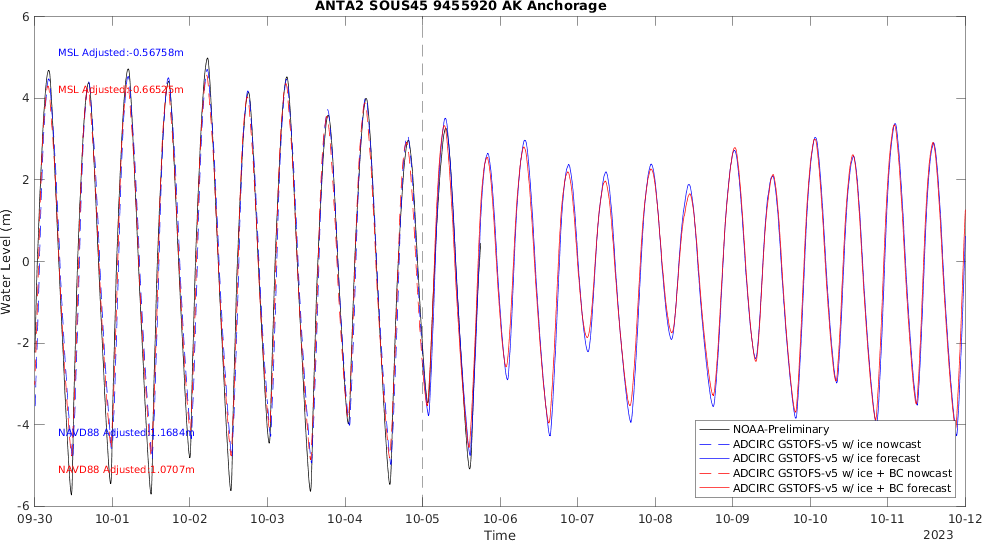 ANTA2 SOUS45 9455920 AK Anchorage
6
4
2
0
-2
-4
-6
Water Level (m)
MSL Adjusted:-0.56758m
MSL Adjusted:-0.66525m
NAVD88 Adjusted:1.1684m
NAVD88 Adjusted:1.0707m
NOAA-Preliminary
ADCIRC GSTOFS-v5 w/ ice nowcast
ADCIRC GSTOFS-v5 w/ ice forecast
ADCIRC GSTOFS-v5 w/ ice + BC nowcast
ADCIRC GSTOFS-v5 w/ ice + BC forecast
09-30 10-01 10-02 10-03 10-04 10-05 10-06 10-07 10-08 10-09 10-10 10-11 10-12
Time
2023